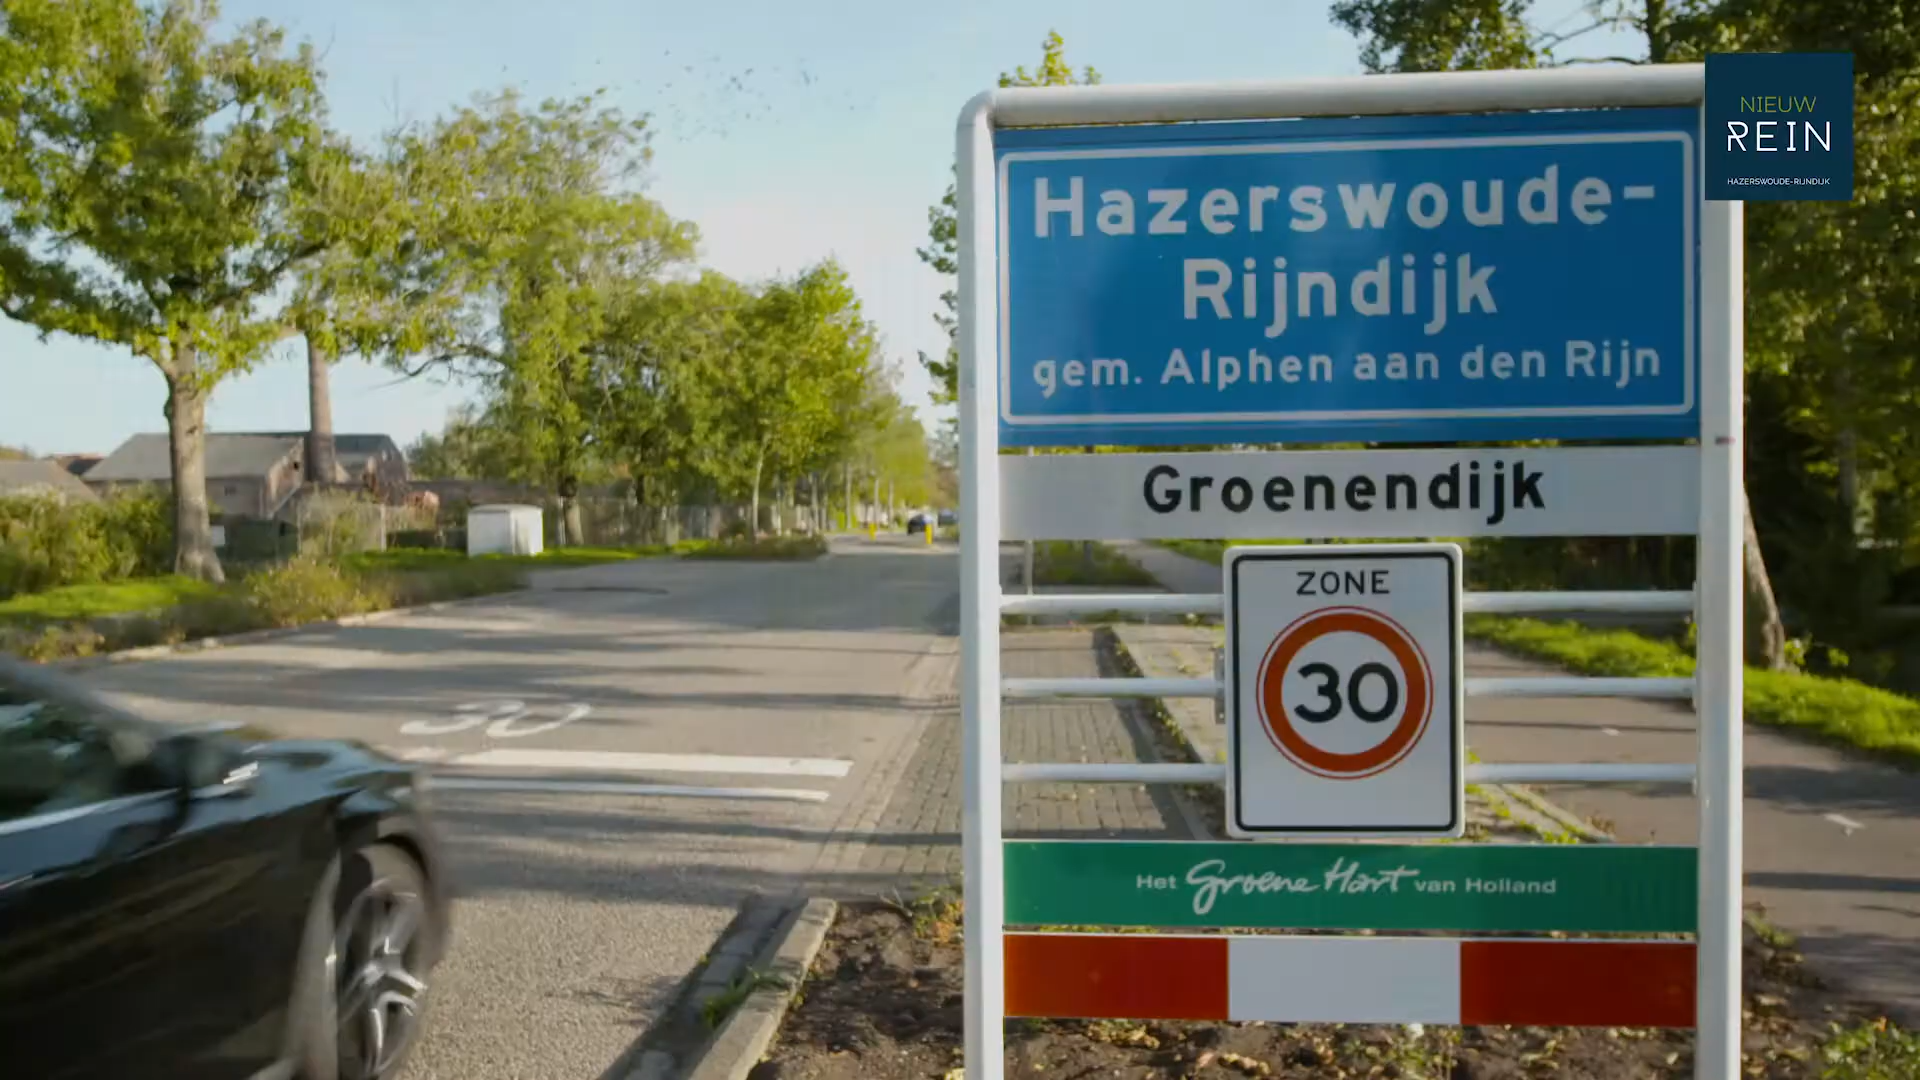 NIEUW
REIN
HAZERSWOUDE-RIJNDIJK
Hazerswoude-
Rijndijk
gem. Alphen aan den Rijn
Groenendijk
ZONE
30
30
Het Groene Hart van Holland